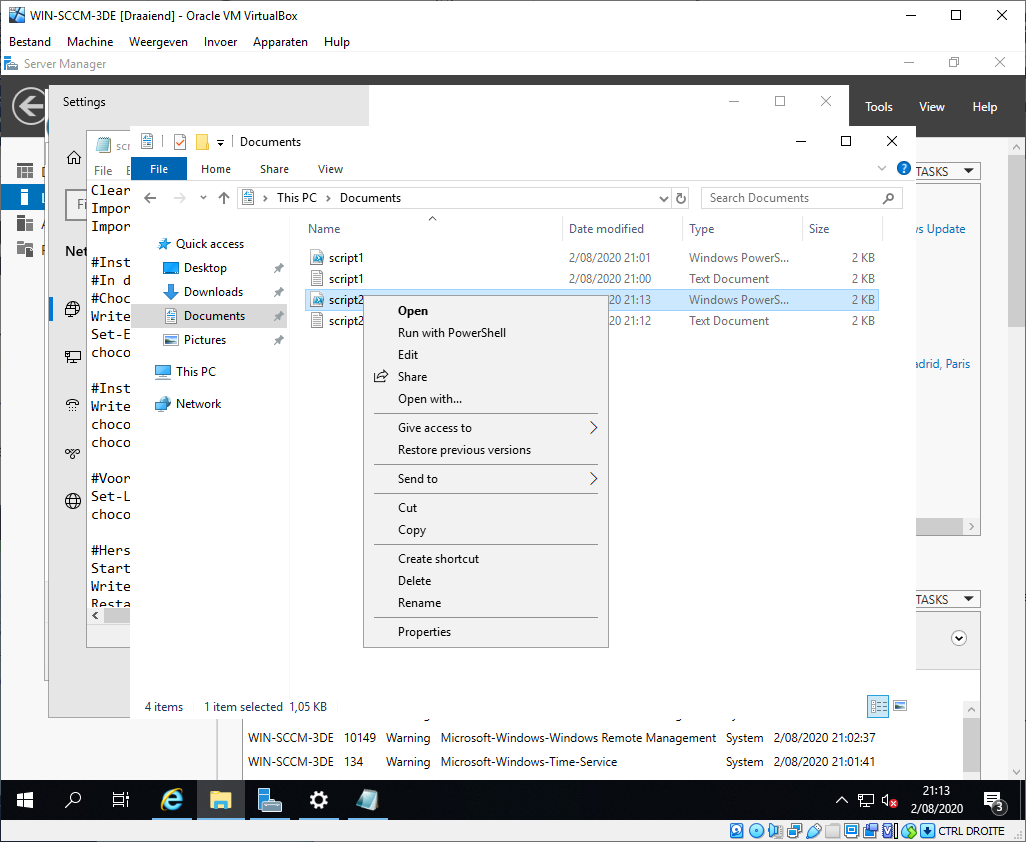 WIN-SCCM-3DE [Draaiend] - Oracle VM VirtualBox
Bestand Machine Weergeven Invoer Apparaten Hulp
Server Manager
Tools View Help
Settings
Documents
File Home Share View
File
This PC Documents
Search Documents
TASKS
Name Date modified Type Size
Quick access
Desktop
Downloads
Documents
Pictures
This PC
Network
script1 2/08/2020 21:01 Windows PowerS... 2 KB
script1 2/08/2020 21:00 Text Document 2 KB
script2 20 21:13 Windows PowerS... 2 KB
script2 20 21:12 Text Document 2 KB
Open
Run with PowerShell
Edit
Share
Open with...
Give access to
Restore previous versions
Send to
Cut
Copy
Create shortcut
Delete
Rename
Properties
Clear
Impor
Impor
#Inst
#In d
#Choc
Write
Set-E
choco
#Inst
Write
choco
choco
#Voor
Set-L
choco
#Hers
Start
Write
Resta
Net
s Update
adrid, Paris
TASKS
4 items 1 item selected 1,05 KB
WIN-SCCM-3DE 10149 Warning Microsoft-Windows-Windows Remote Management System 2/08/2020 21:02:37
WIN-SCCM-3DE 134 Warning Microsoft-Windows-Time-Service System 2/08/2020 21:01:41
21:13
2/08/2020
3
CTRL DROITE